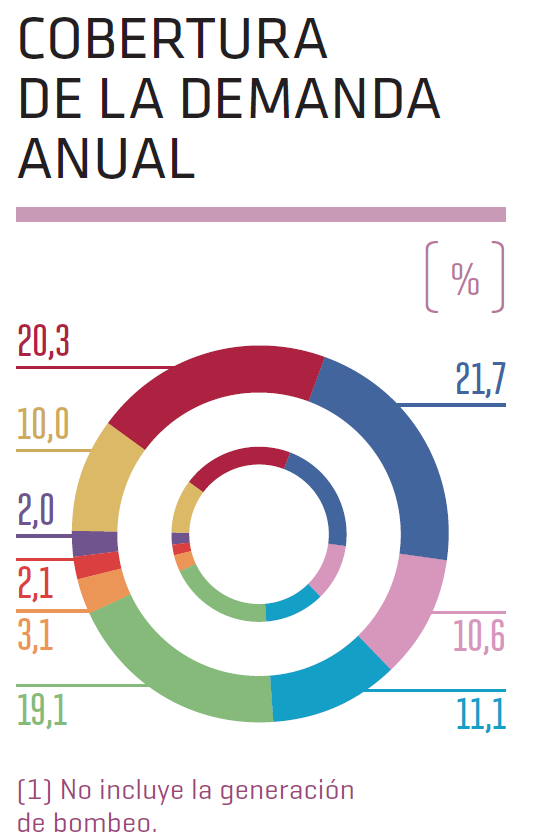 COBERTURA
DE LA DEMANDA
ANUAL
(%)
20,3
21,7
10,0
2,0
2,1
3,1
10,6
19,1
11,1
(1) No incluye la generación
de bombeo.